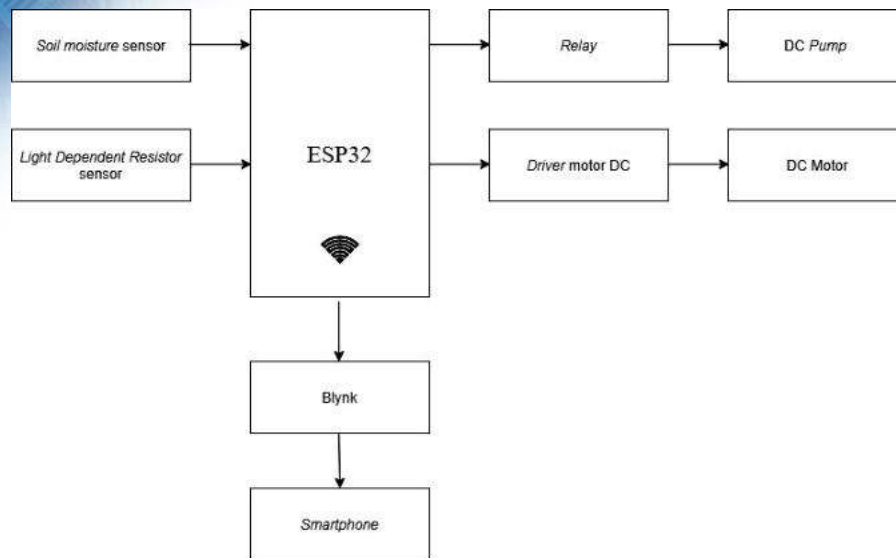 Soil moisture sensor
Relay
DC Pump
Light Dependent Resistor
sensor
ESP32
Driver motor DC
DC Motor
Blynk
Smartphone